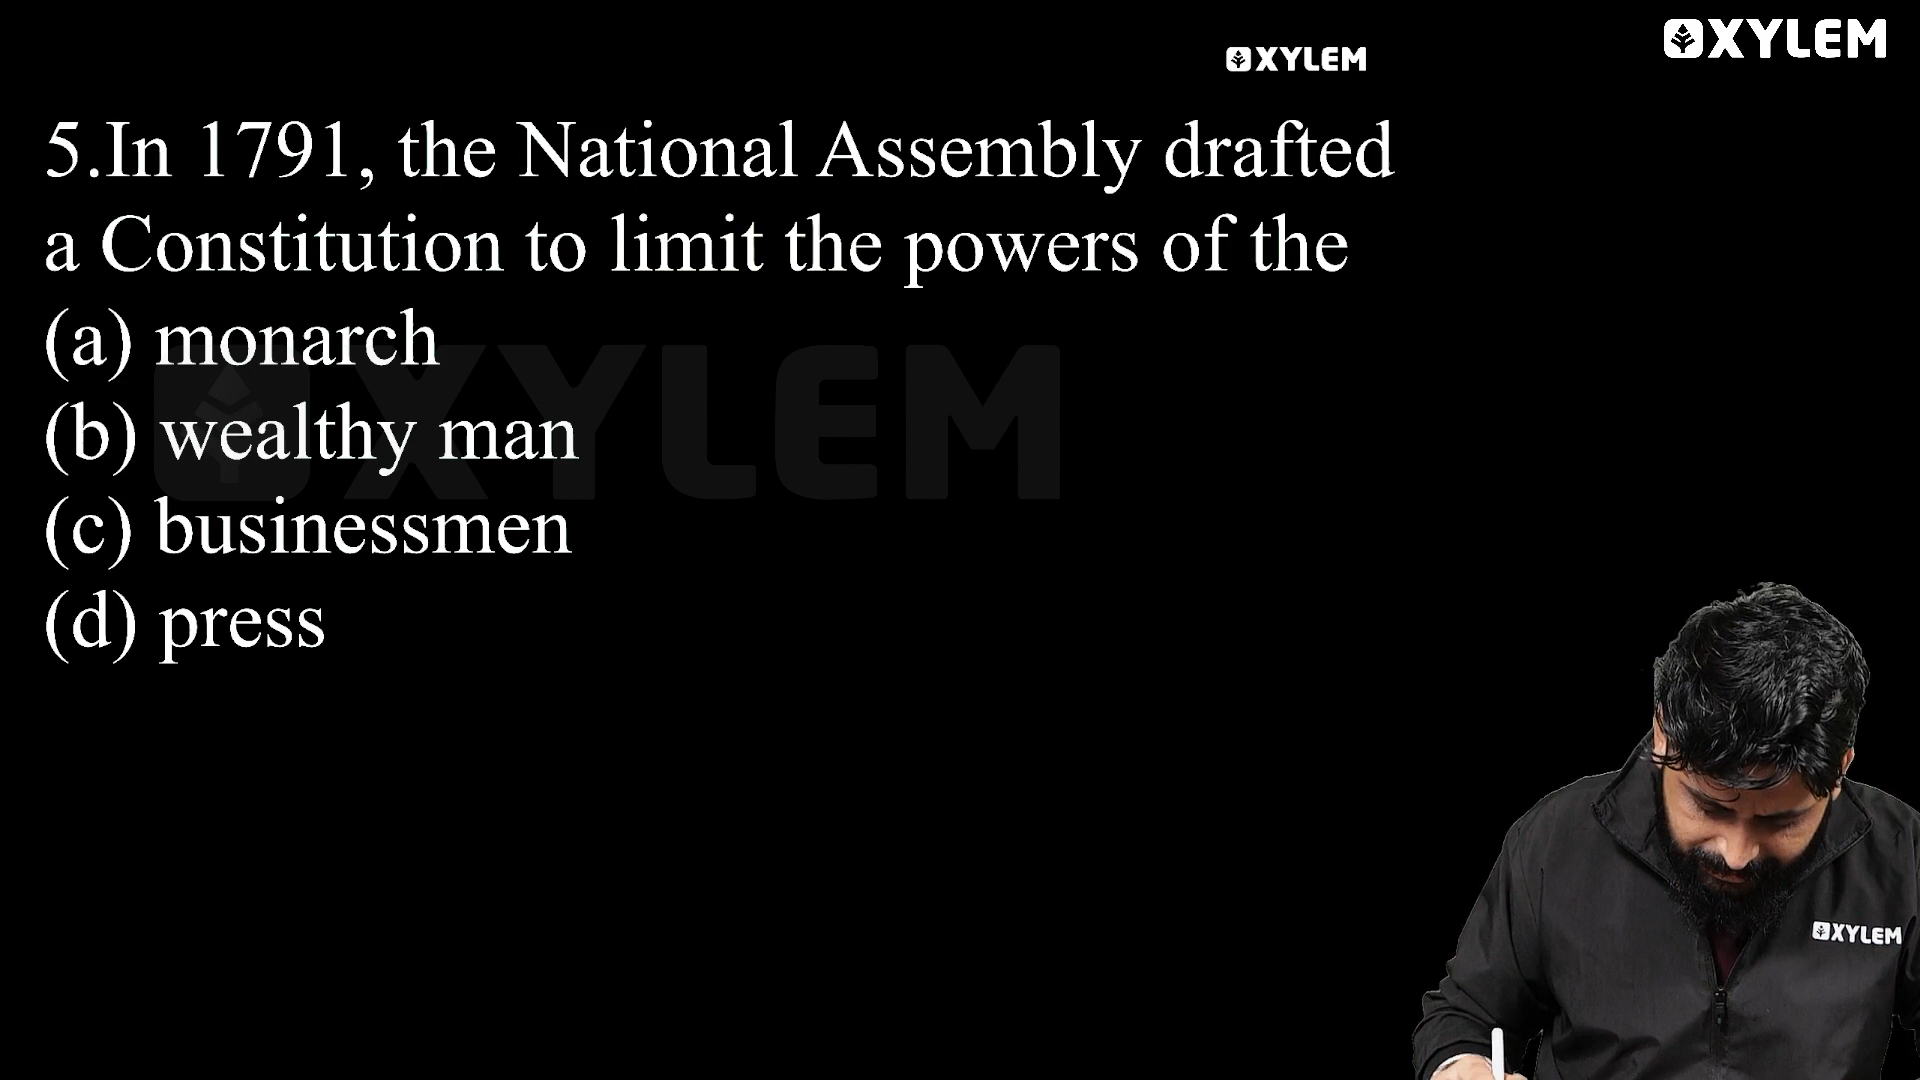 XYLEM
XYLEM
5.In 1791, the National Assembly drafted
a Constitution to limit the powers of the
(a) monarch
(b) wealthy man
(c) businessmen
(d) press
XYLEM
XYLEM